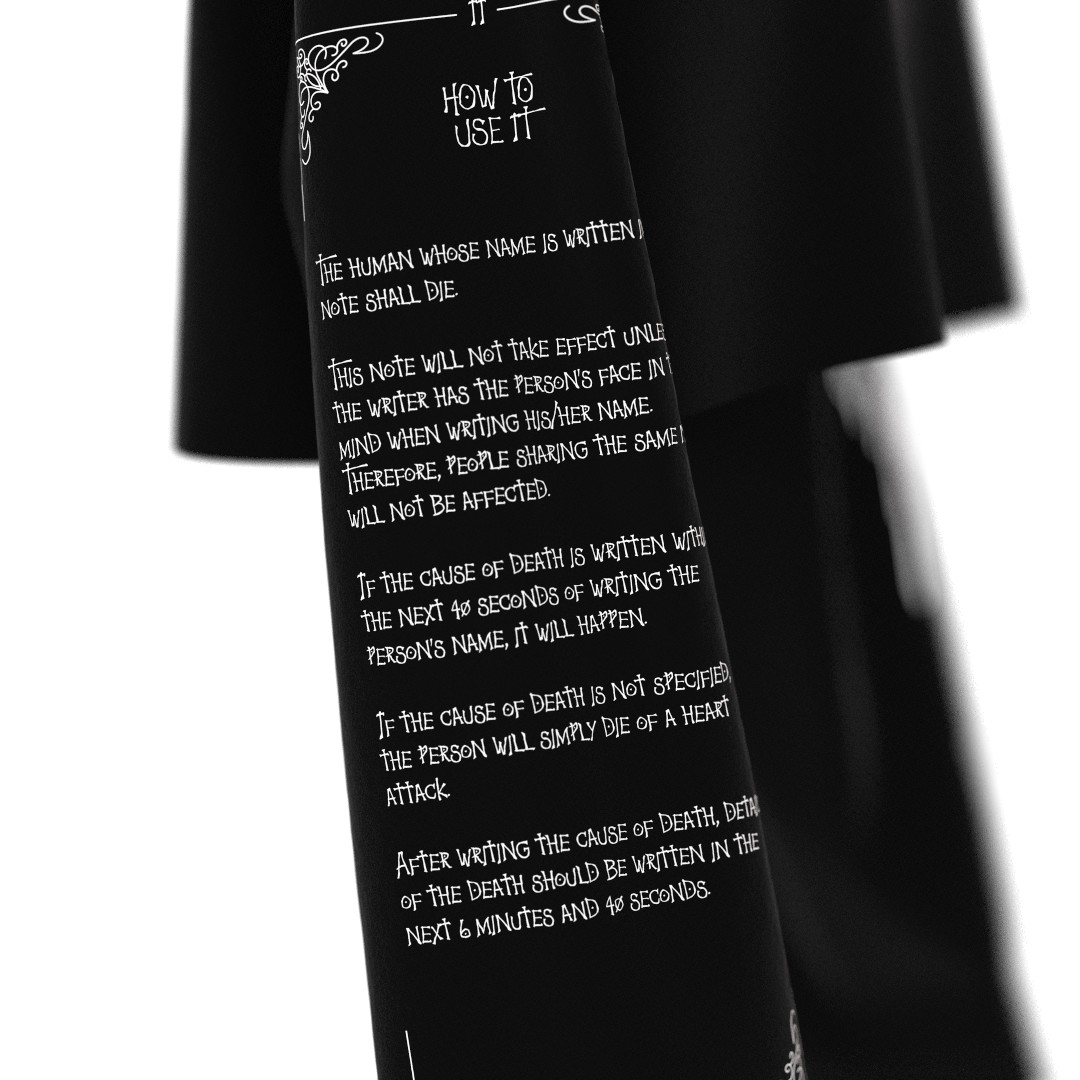 HOW TO
USE IT
THE HUMAN WHOSE NAME IS WRITTEN
NOTE SHALL DIE.
THIS NOTE WILL NOT TAKE EFFECT
THE WRITER HAS THE PERSON'S FACE IN
MIND WHEN WRITING HIS/HER NAME.
THEREFORE, PEOPLE SHARING THE SAME
WILL NOT BE AFFECTED.
IF THE CAUSE OF DEATH IS WRITTEN
THE NEXT 40 SECONDS OF WRITING THE
PERSON'S NAME, IT WILL HAPPEN.
IF THE CAUSE OF DEATH IS NOT SPECIFIED,
THE PERSON WILL SIMPLY DIE OF A HEART
ATTACK.
AFTER WRITING THE CAUSE OF DEATH,
OF THE DEATH SHOULD BE WRITTEN IN THE
NEXT 6 MINUTES AND 40 SECONDS.